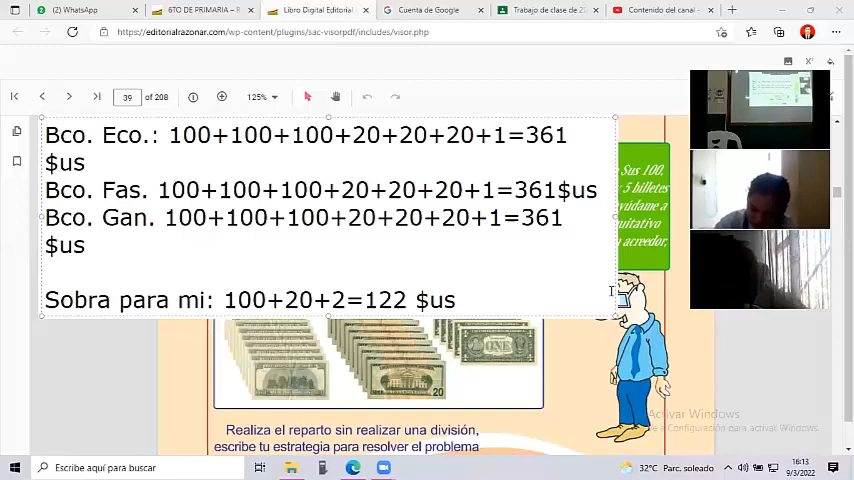 (2) WhatsApp
6TO DE PRIMARIA – R
Libro Digital Editorial
Cuenta de Google
Trabajo de clase de 2
Contenido del canal –
https://editorialrazonar.com/wp-content/plugins/sac-visorpdf/includes/visor.php
39 of 208
125%
Bco. Eco.: 100+100+100+20+20+20+1=361
$us
Bco. Fas. 100+100+100+20+20+20+1=361$us
Bco. Gan. 100+100+100+20+20+20+1=361
$us
Sobra para mi: 100+20+2=122 $us
$us 100,
y 5 billetes
yúdame a
quitativo
a acreedor,
ONE
20
Realiza el reparto sin realizar una división,
escribe tu estrategia para resolver el problema
Activar Windows
Ve a Configuración para activar Windows.
Escribe aquí para buscar
32°C Parc. soleado
16:13
9/3/2022